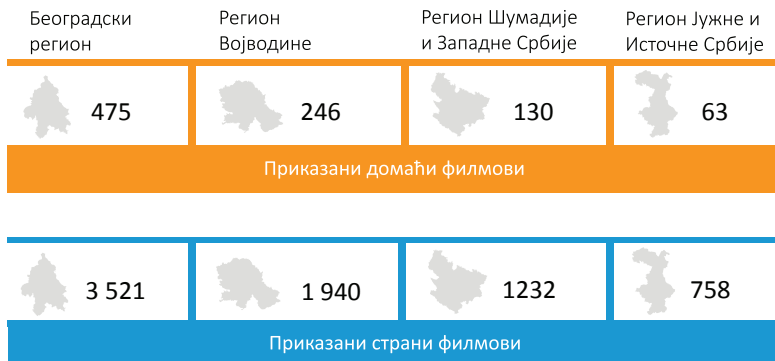 Београдски
регион
Регион
Војводине
Регион Шумадије
и Западне Србије
Регион Јужне и
Источне Србије
475
246
130
63
Приказани домаћи филмови
3 521
1 940
1232
758
Приказани страни филмови